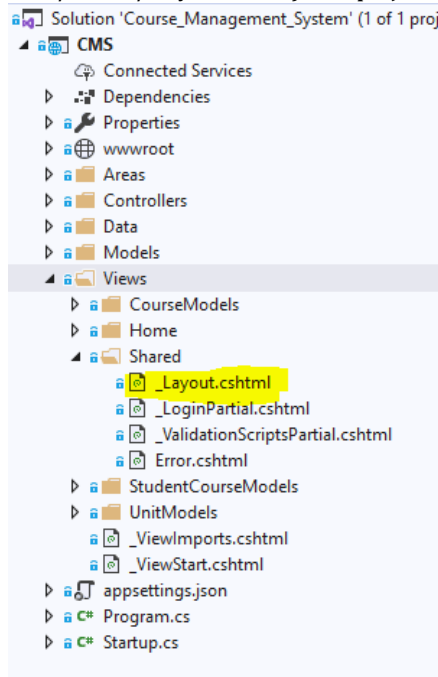 Solution 'Course_Management_System' (1 of 1 proj
CMS
Connected Services
Dependencies
Properties
wwwroot
Areas
Controllers
Data
Models
Views
CourseModels
Home
Shared
_Layout.cshtml
_LoginPartial.cshtml
_ValidationScriptsPartial.cshtml
Error.cshtml
StudentCourseModels
UnitModels
_ViewImports.cshtml
_ViewStart.cshtml
appsettings.json
C# Program.cs
C# Startup.cs